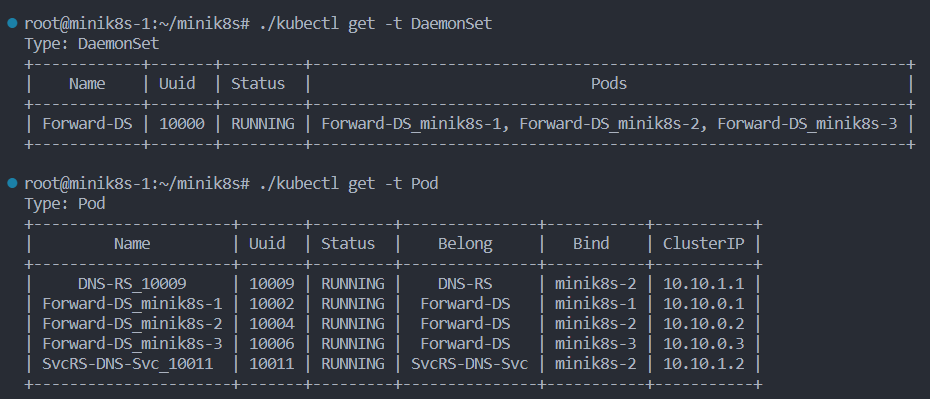 root@minik8s-1:~/minik8s# ./kubectl get -t DaemonSet
Type: DaemonSet
+------------+-------+---------+------------------------------------------------------------+
| Name | Uuid | Status | Pods |
+------------+-------+---------+------------------------------------------------------------+
| Forward-DS | 10000 | RUNNING | Forward-DS_minik8s-1, Forward-DS_minik8s-2, Forward-DS_minik8s-3 |
+------------+-------+---------+------------------------------------------------------------+
root@minik8s-1:~/minik8s# ./kubectl get -t Pod
Type: Pod
+----------------------+-------+---------+---------------+-----------+-----------+
| Name | Uuid | Status | Belong | Bind | ClusterIP |
+----------------------+-------+---------+---------------+-----------+-----------+
| DNS-RS_10009 | 10009 | RUNNING | DNS-RS | minik8s-2 | 10.10.1.1 |
| Forward-DS_minik8s-1 | 10002 | RUNNING | Forward-DS | minik8s-1 | 10.10.0.1 |
| Forward-DS_minik8s-2 | 10004 | RUNNING | Forward-DS | minik8s-2 | 10.10.0.2 |
| Forward-DS_minik8s-3 | 10006 | RUNNING | Forward-DS | minik8s-3 | 10.10.0.3 |
| SvcRS-DNS-Svc_10011 | 10011 | RUNNING | SvcRS-DNS-Svc | minik8s-2 | 10.10.1.2 |
+----------------------+-------+---------+---------------+-----------+-----------+